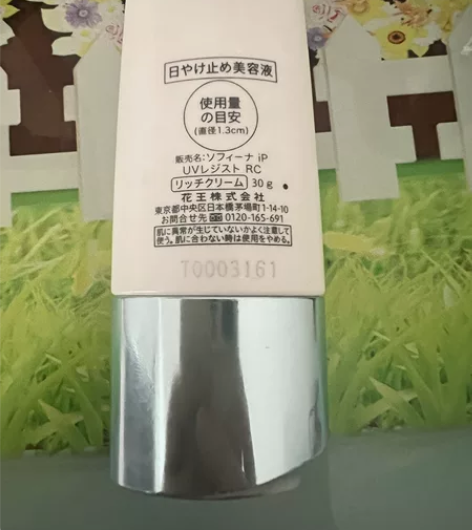 日やけ止め美容液
使用量
の目安
(直径1.3cm)
販売名:ソフィーナ iP
UVレジスト RC
リッチクリーム 30g
花王株式会社
東京都中央区日本橋茅場町1-14-10
お問合せ先 0120-165-691
肌に異常が生じていないかよく注意して
使う。肌に合わない時は使用をやめる。
T0003161